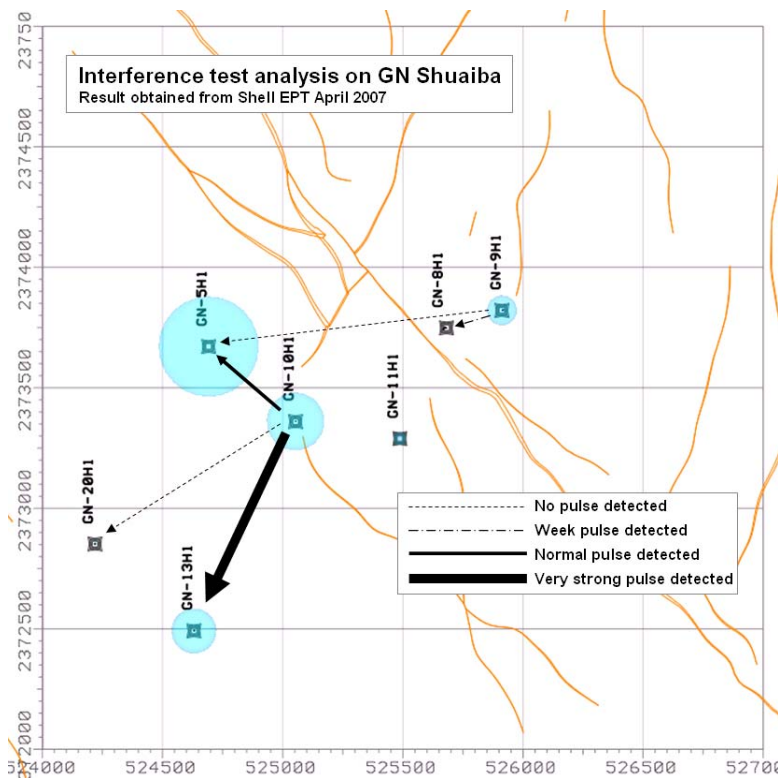 Interference test analysis on GN Shuaiba
Result obtained from Shell EPT April 2007
23750
2374500
2374000
2373500
2373000
2372500
2372000
GN-5H1
GN-8H1
GN-9H1
GN-10H1
GN-11H1
GN-20H1
GN-13H1
No pulse detected
Week pulse detected
Normal pulse detected
Very strong pulse detected
524000 524500 525000 525500 526000 526500 52700